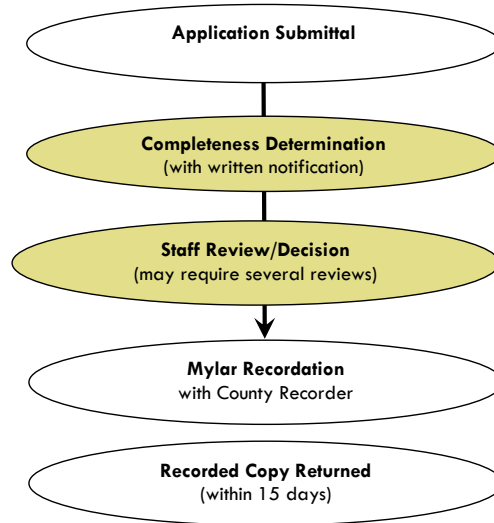 Application Submittal
Completeness Determination
(with written notification)
Staff Review/Decision
(may require several reviews)
Mylar Recordation
with County Recorder
Recorded Copy Returned
(within 15 days)